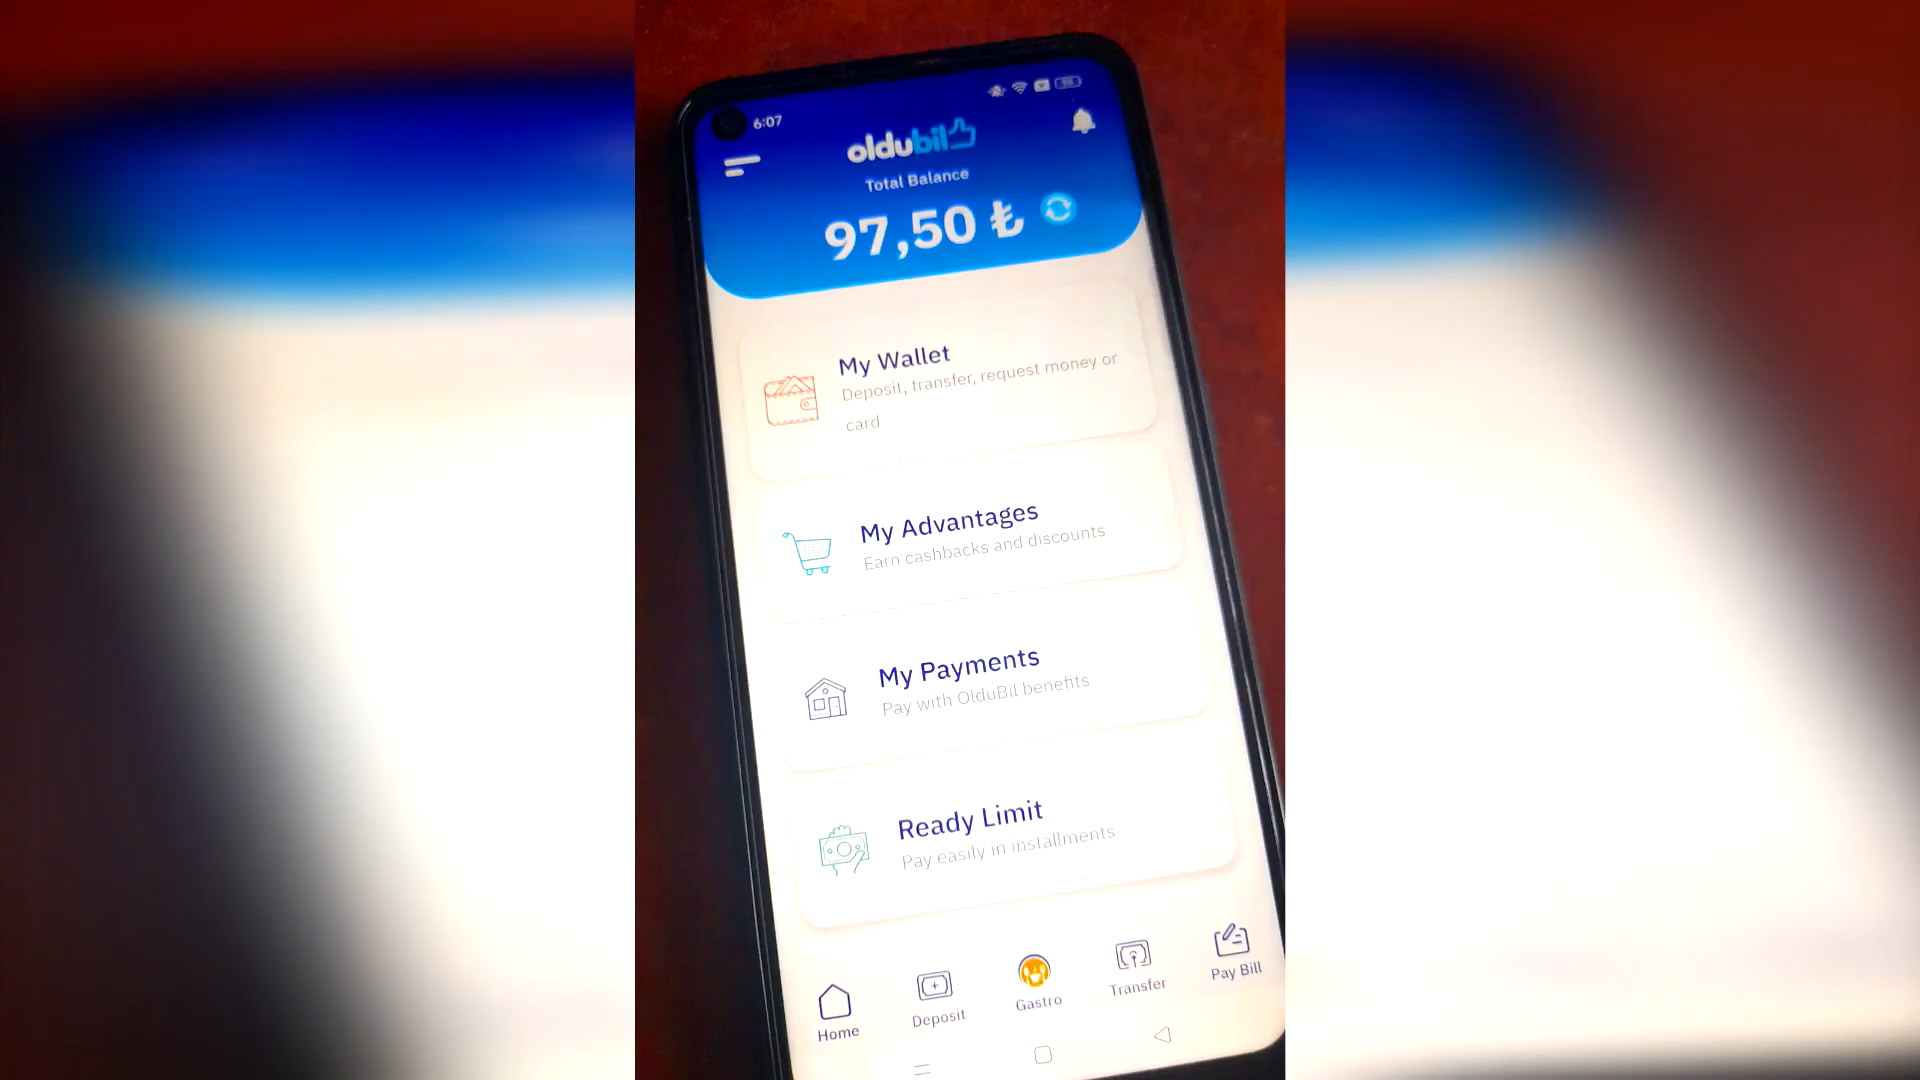 6:07
98
oldubil
Total Balance
97,50 ₺
My Wallet
Deposit, transfer, request money or
card
My Advantages
Earn cashbacks and discounts
My Payments
Pay with OlduBil benefits
Ready Limit
Pay easily in installments
Home
Deposit
Gastro
Transfer
Pay Bill